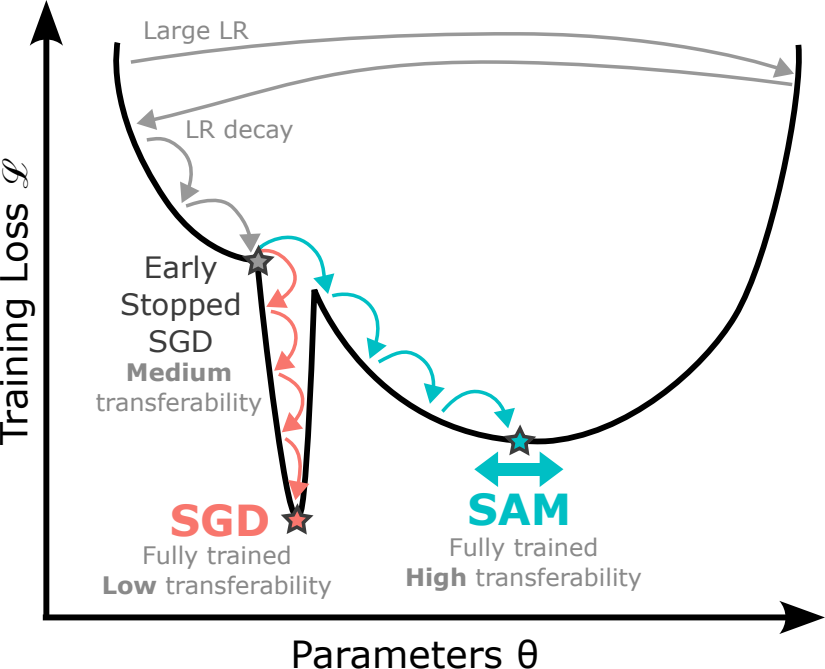 Large LR
LR decay
Training Loss ℒ
Early
Stopped
SGD
Medium
transferability
SGD
Fully trained
Low transferability
SAM
Fully trained
High transferability
Parameters θ